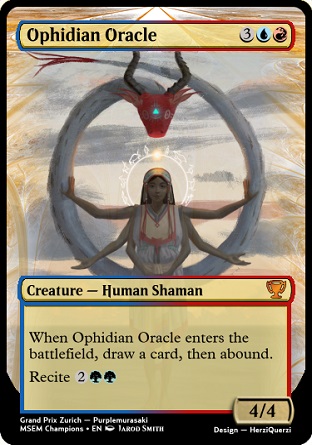 Ophidian Oracle 3
Creature — Human Shaman
When Ophidian Oracle enters the
battlefield, draw a card, then abound.
Recite 2
4/4
Grand Prix Zurich — Purplemurasaki
MSEM Champions • EN Jarod Smith
Design — HerziQuerzi